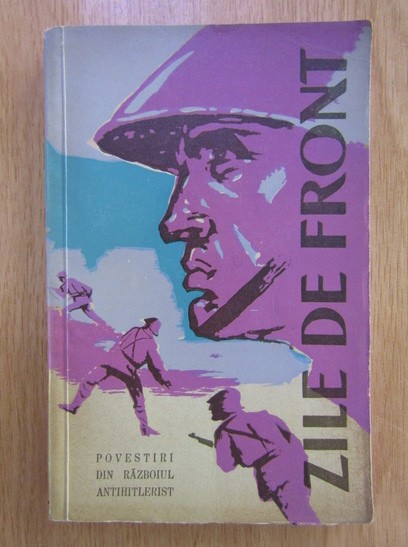 ZILE DE FRONT
POVESTIRI
DIN RĂZBOIUL
ANTIHITLERIST